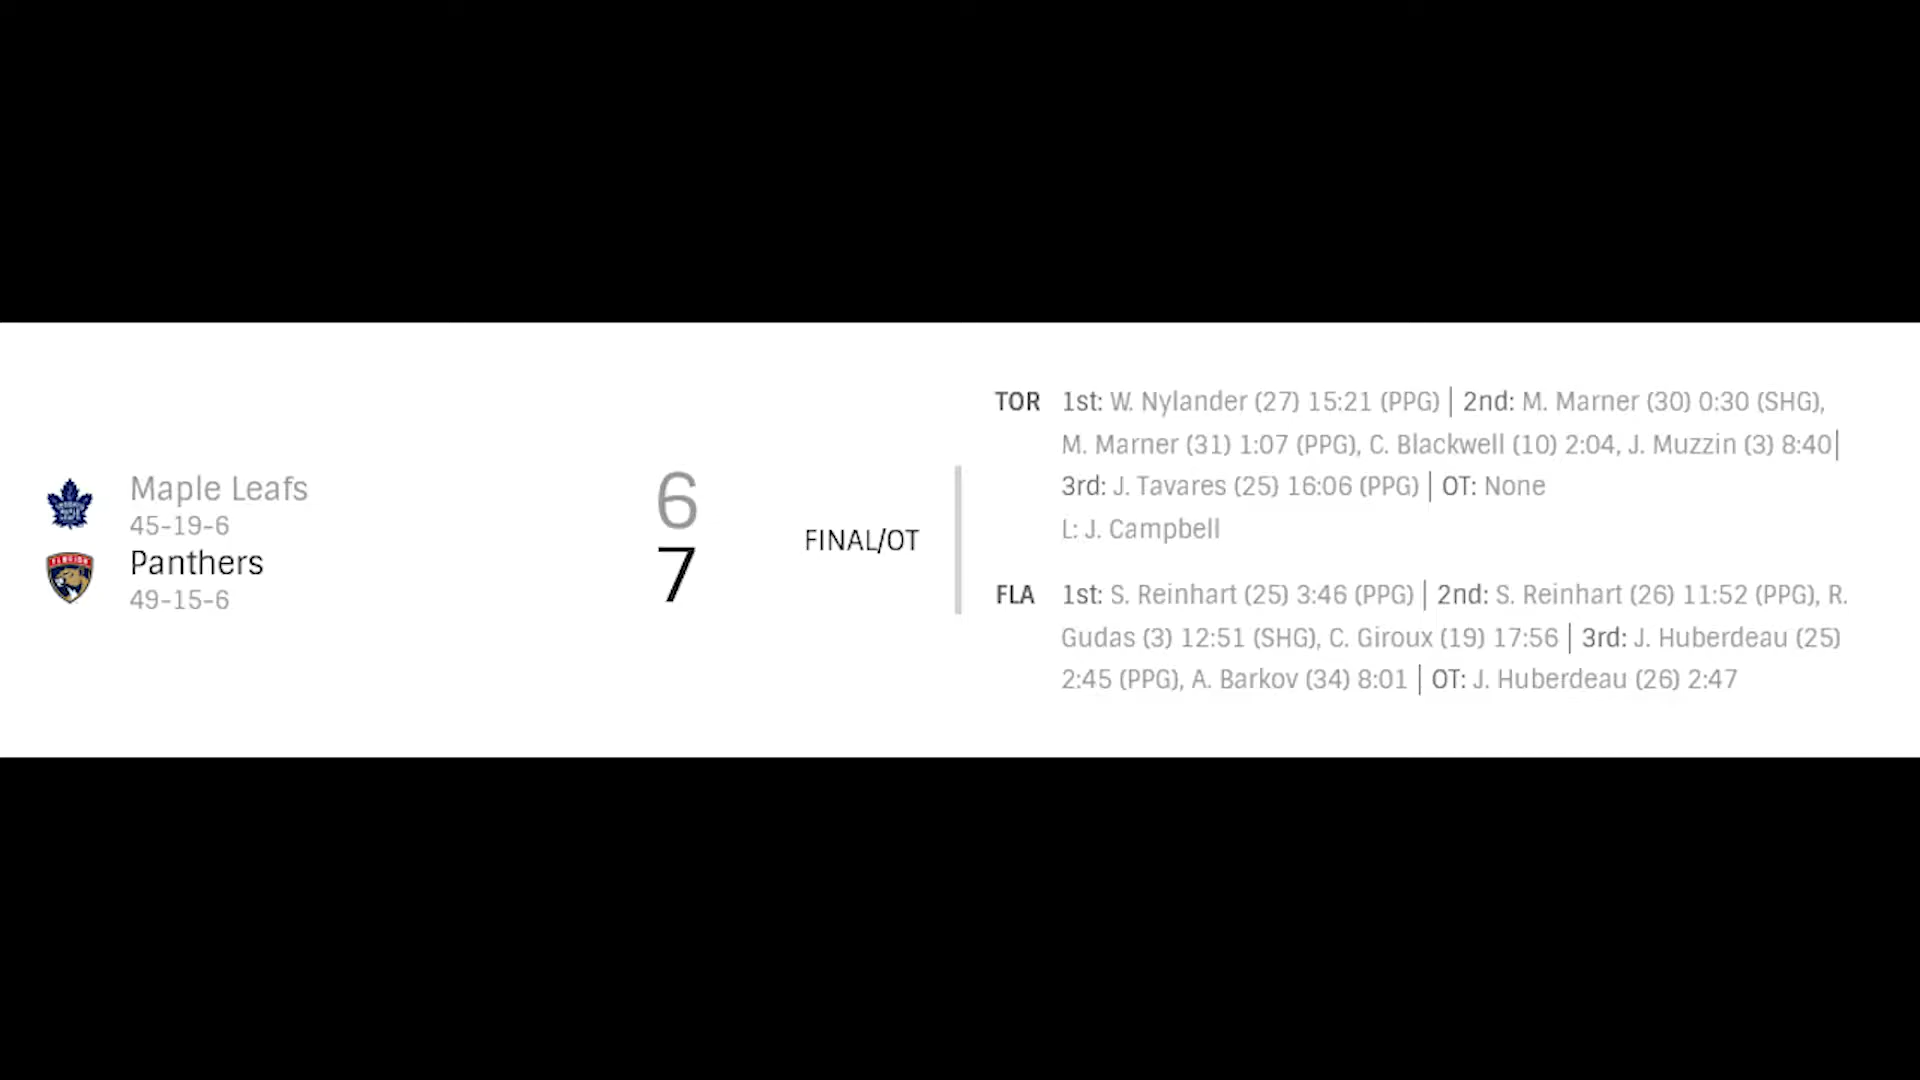 Maple Leafs
45-19-6
6
Panthers
49-15-6
7
FINAL/OT
TOR 1st: W. Nylander (27) 15:21 (PPG) | 2nd: M. Marner (30) 0:30 (SHG),
M. Marner (31) 1:07 (PPG), C. Blackwell (10) 2:04, J. Muzzin (3) 8:40|
3rd: J. Tavares (25) 16:06 (PPG) | OT: None
L: J. Campbell
FLA 1st: S. Reinhart (25) 3:46 (PPG) | 2nd: S. Reinhart (26) 11:52 (PPG), R.
Gudas (3) 12:51 (SHG), C. Giroux (19) 17:56 | 3rd: J. Huberdeau (25)
2:45 (PPG), A. Barkov (34) 8:01 | OT: J. Huberdeau (26) 2:47